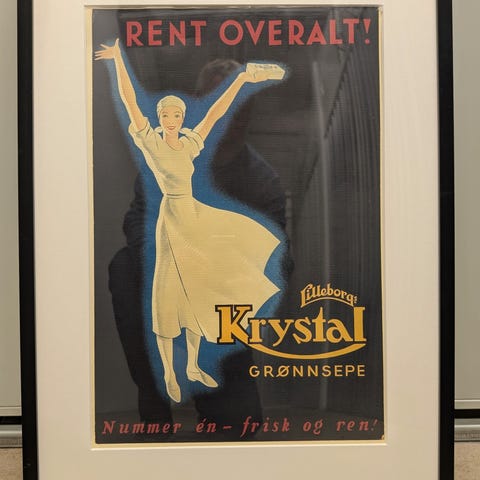 RENT OVERALT!
Lilleborgs
Krystal
GRØNNSEPE
Nummer én – frisk og ren!